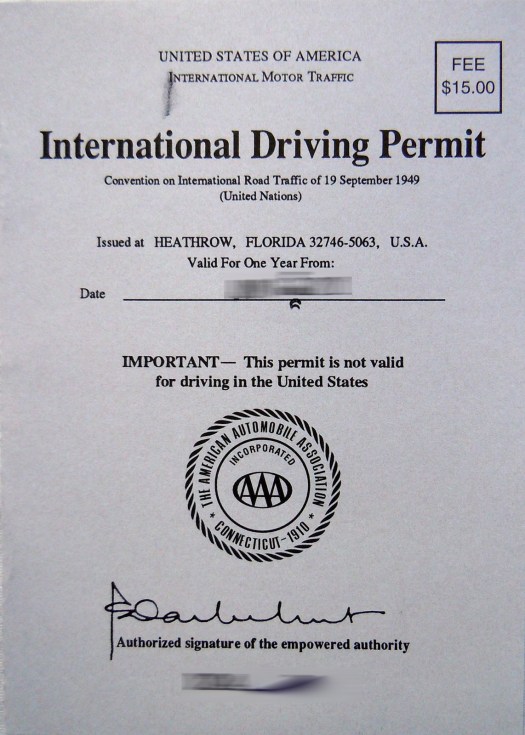 UNITED STATES OF AMERICA
INTERNATIONAL MOTOR TRAFFIC
FEE
$15.00
International Driving Permit
Convention on International Road Traffic of 19 September 1949
(United Nations)
Issued at HEATHROW, FLORIDA 32746-5063, U.S.A.
Valid For One Year From:
Date
IMPORTANT— This permit is not valid
for driving in the United States
THE AMERICAN AUTOMOBILE ASSOCIATION
INCORPORATED
AAA
* CONNECTICUT-1910 *
Authorized signature of the empowered authority